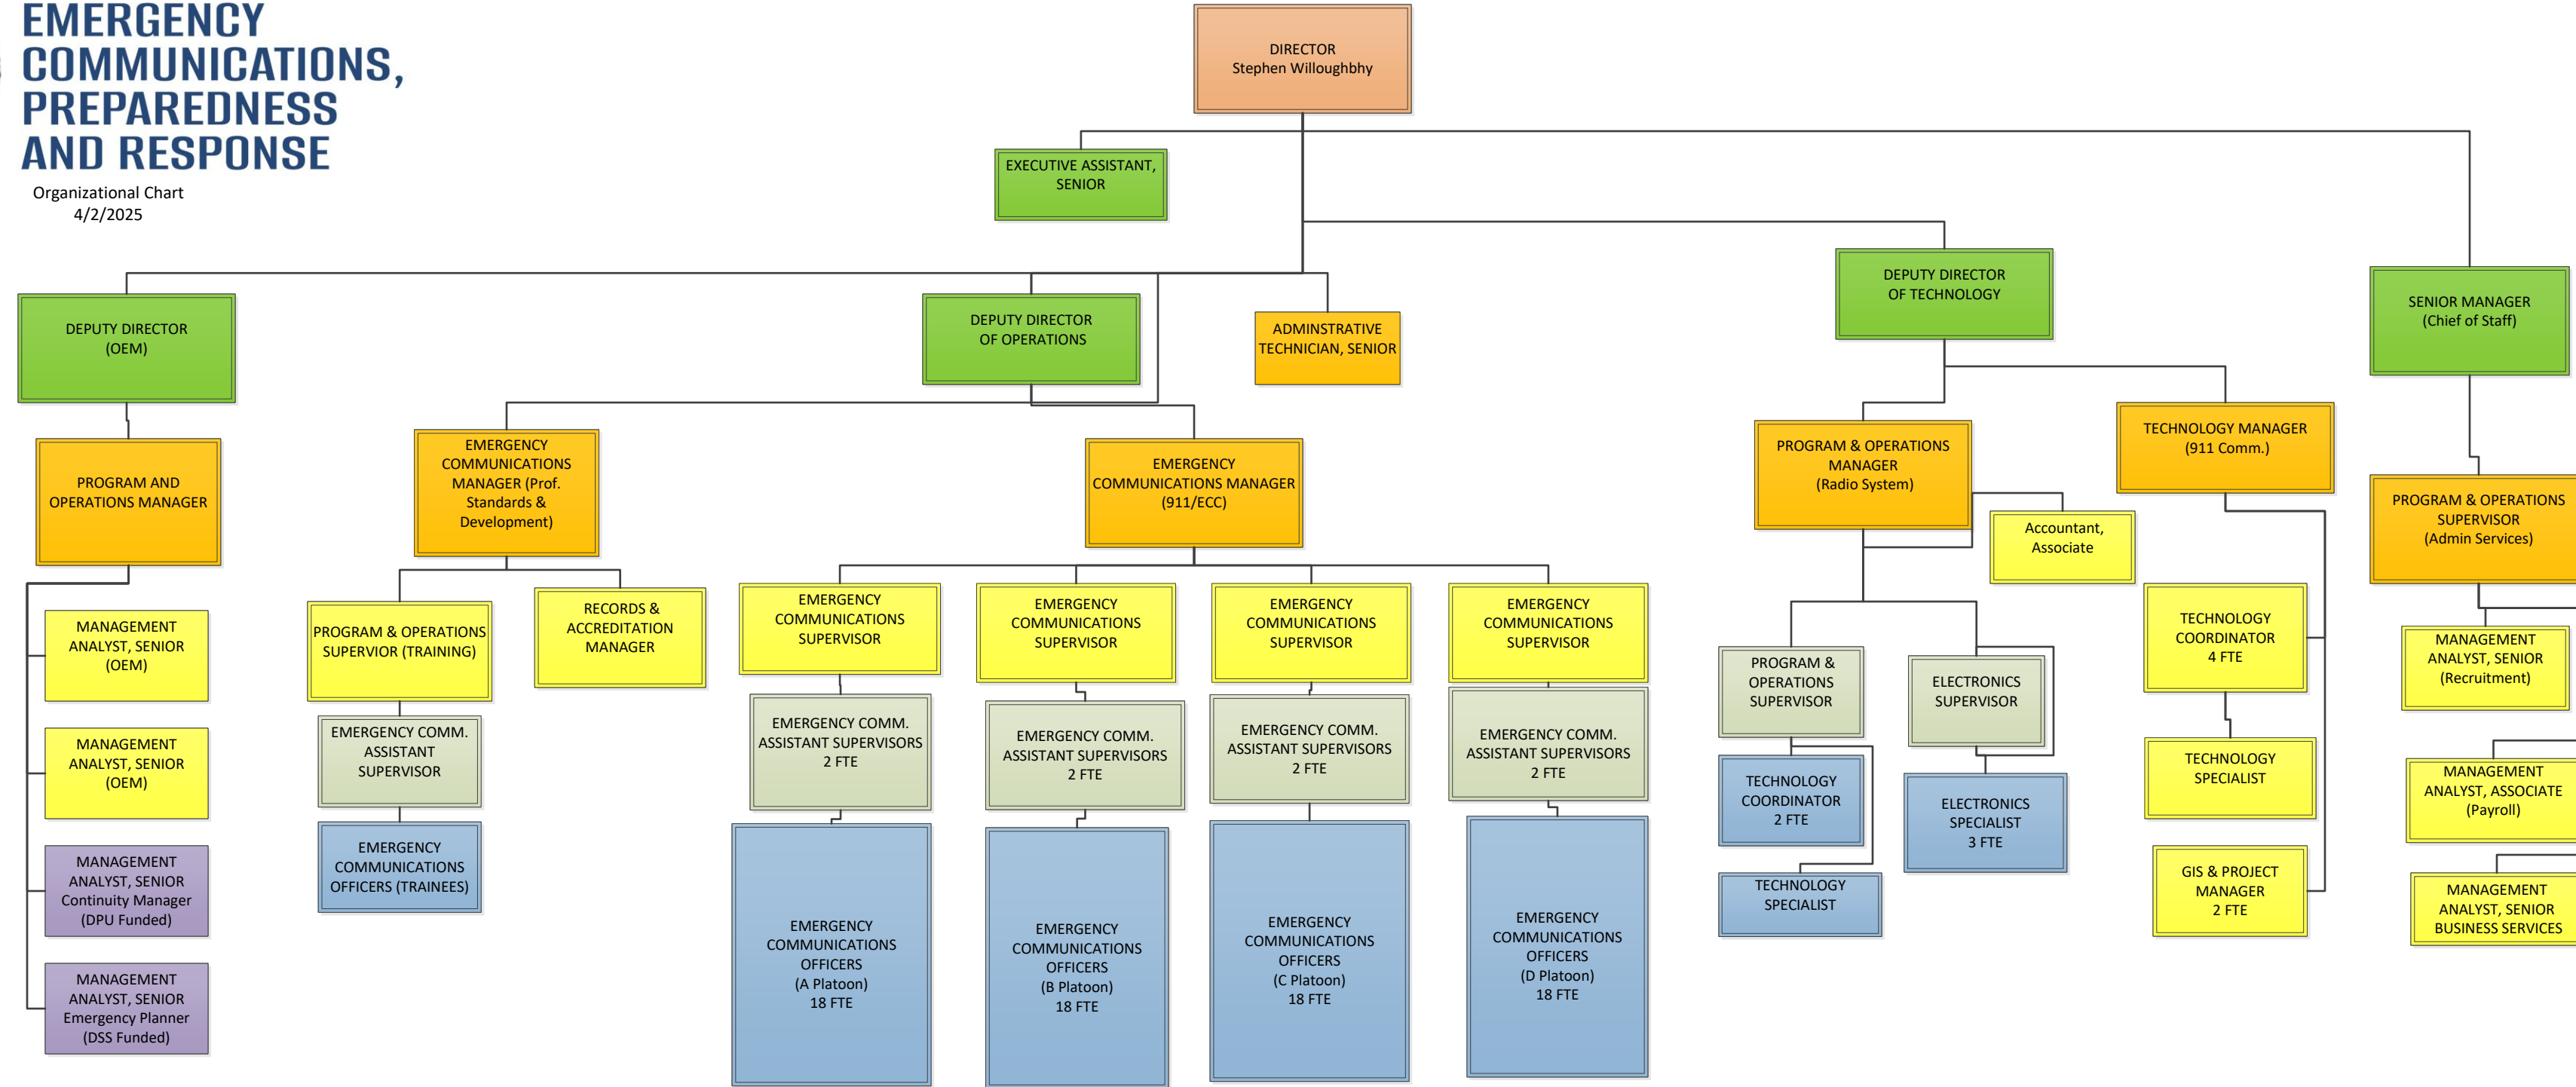 EMERGENCY
COMMUNICATIONS,
PREPAREDNESS
AND RESPONSE
Organizational Chart
4/2/2025
DIRECTOR
Stephen Willoughbhy
EXECUTIVE ASSISTANT,
SENIOR
DEPUTY DIRECTOR
(OEM)
DEPUTY DIRECTOR
OF OPERATIONS
ADMINSTRATIVE
TECHNICIAN, SENIOR
DEPUTY DIRECTOR
OF TECHNOLOGY
SENIOR MANAGER
(Chief of Staff)
PROGRAM AND
OPERATIONS MANAGER
EMERGENCY
COMMUNICATIONS
MANAGER (Prof.
Standards &
Development)
EMERGENCY
COMMUNICATIONS MANAGER
(911/ECC)
PROGRAM & OPERATIONS
MANAGER
(Radio System)
TECHNOLOGY MANAGER
(911 Comm.)
PROGRAM & OPERATIONS
SUPERVISOR
(Admin Services)
Accountant,
Associate
MANAGEMENT
ANALYST, SENIOR
(OEM)
MANAGEMENT
ANALYST, SENIOR
(OEM)
MANAGEMENT
ANALYST, SENIOR
Continuity Manager
(DPU Funded)
MANAGEMENT
ANALYST, SENIOR
Emergency Planner
(DSS Funded)
PROGRAM & OPERATIONS
SUPERVIOR (TRAINING)
RECORDS &
ACCREDITATION
MANAGER
EMERGENCY COMM.
ASSISTANT
SUPERVISOR
EMERGENCY
COMMUNICATIONS
OFFICERS (TRAINEES)
EMERGENCY
COMMUNICATIONS
SUPERVISOR
EMERGENCY COMM.
ASSISTANT SUPERVISORS
2 FTE
EMERGENCY
COMMUNICATIONS
OFFICERS
(A Platoon)
18 FTE
EMERGENCY
COMMUNICATIONS
SUPERVISOR
EMERGENCY COMM.
ASSISTANT SUPERVISORS
2 FTE
EMERGENCY
COMMUNICATIONS
OFFICERS
(B Platoon)
18 FTE
EMERGENCY
COMMUNICATIONS
SUPERVISOR
EMERGENCY COMM.
ASSISTANT SUPERVISORS
2 FTE
EMERGENCY
COMMUNICATIONS
OFFICERS
(C Platoon)
18 FTE
EMERGENCY
COMMUNICATIONS
SUPERVISOR
EMERGENCY COMM.
ASSISTANT SUPERVISORS
2 FTE
EMERGENCY
COMMUNICATIONS
OFFICERS
(D Platoon)
18 FTE
PROGRAM &
OPERATIONS
SUPERVISOR
TECHNOLOGY
COORDINATOR
2 FTE
TECHNOLOGY
SPECIALIST
ELECTRONICS
SUPERVISOR
ELECTRONICS
SPECIALIST
3 FTE
TECHNOLOGY
COORDINATOR
4 FTE
TECHNOLOGY
SPECIALIST
GIS & PROJECT
MANAGER
2 FTE
MANAGEMENT
ANALYST, SENIOR
(Recruitment)
MANAGEMENT
ANALYST, ASSOCIATE
(Payroll)
MANAGEMENT
ANALYST, SENIOR
BUSINESS SERVICES